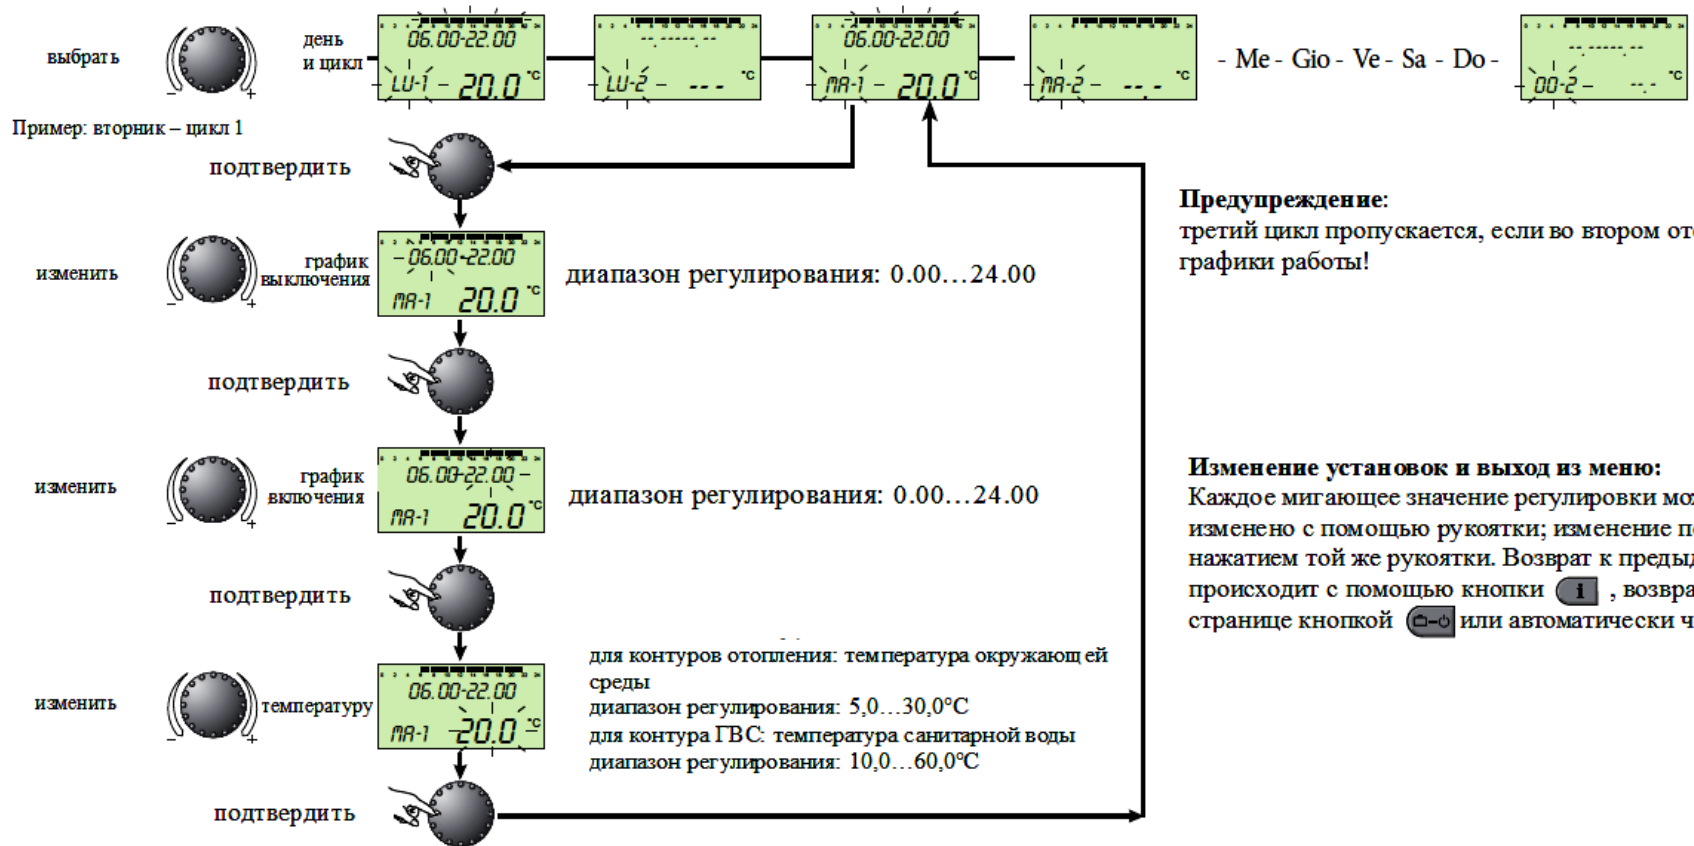 выбрать
день
и цикл
06.00-22.00
LU-1 20.0 °C
--.-----.--
LU-2 --- °C
06.00-22.00
MA-1 20.0 °C
MA-2 --.- °C
- Me - Gio - Ve - Sa - Do -
--.-----.--
DO-2 --.- °C
Пример: вторник – цикл 1
подтвердить
Предупреждение:
третий цикл пропускается, если во втором
графики работы!
изменить
график
выключения
06.00-22.00
MA-1 20.0 °C
диапазон регулирования: 0.00...24.00
подтвердить
изменить
график
включения
06.00-22.00
MA-1 20.0 °C
диапазон регулирования: 0.00...24.00
Изменение установок и выход из меню:
Каждое мигающее значение регулировки
изменено с помощью рукоятки; изменение
нажатием той же рукоятки. Возврат к
происходит с помощью кнопки i ,
странице кнопкой или автоматически
подтвердить
изменить
температуру
06.00-22.00
MA-1 20.0 °C
для контуров отопления: температура окружающей
среды
диапазон регулирования: 5,0...30,0°C
для контура ГВС: температура санитарной воды
диапазон регулирования: 10,0...60,0°C
подтвердить